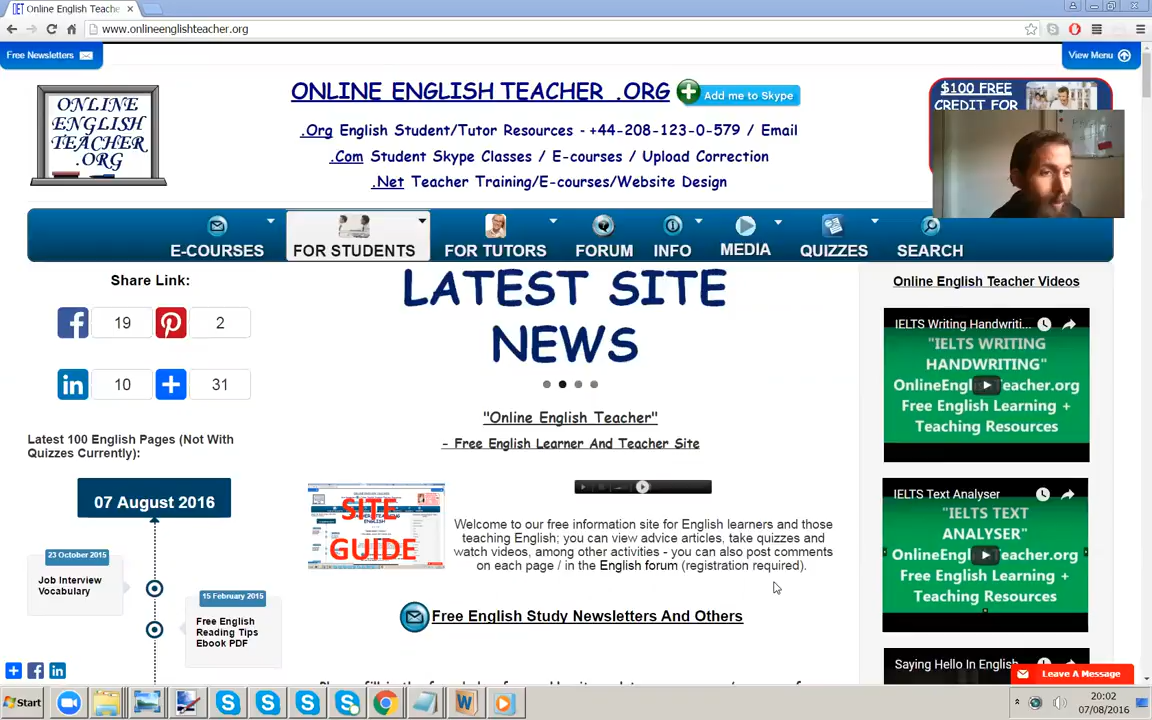 Online English Teache
www.onlineenglishteacher.org
Free Newsletters
View Menu
ONLINE
ENGLISH
TEACHER
.ORG
ONLINE ENGLISH TEACHER .ORG
Add me to Skype
.Org English Student/Tutor Resources - +44-208-123-0-579 / Email
.Com Student Skype Classes / E-courses / Upload Correction
.Net Teacher Training/E-courses/Website Design
$100 FREE
CREDIT FOR
E-COURSES
FOR STUDENTS
FOR TUTORS
FORUM
INFO
MEDIA
QUIZZES
SEARCH
Share Link:
19
2
10
31
Latest 100 English Pages (Not With
Quizzes Currently):
07 August 2016
23 October 2015
Job Interview
Vocabulary
15 February 2015
Free English
Reading Tips
Ebook PDF
LATEST SITE
NEWS
"Online English Teacher"
- Free English Learner And Teacher Site
SITE
GUIDE
Welcome to our free information site for English learners and those
teaching English; you can view advice articles, take quizzes and
watch videos, among other activities - you can also post comments
on each page / in the English forum (registration required).
Free English Study Newsletters And Others
Online English Teacher Videos
IELTS Writing Handwriti...
"IELTS WRITING
HANDWRITING"
OnlineEngl Teacher.org
Free English Learning +
Teaching Resources
IELTS Text Analyser
"IELTS TEXT
ANALYSER"
OnlineEngl Teacher.org
Free English Learning +
Teaching Resources
Saying Hello In English
Leave A Message
Start
20:02
07/08/2016